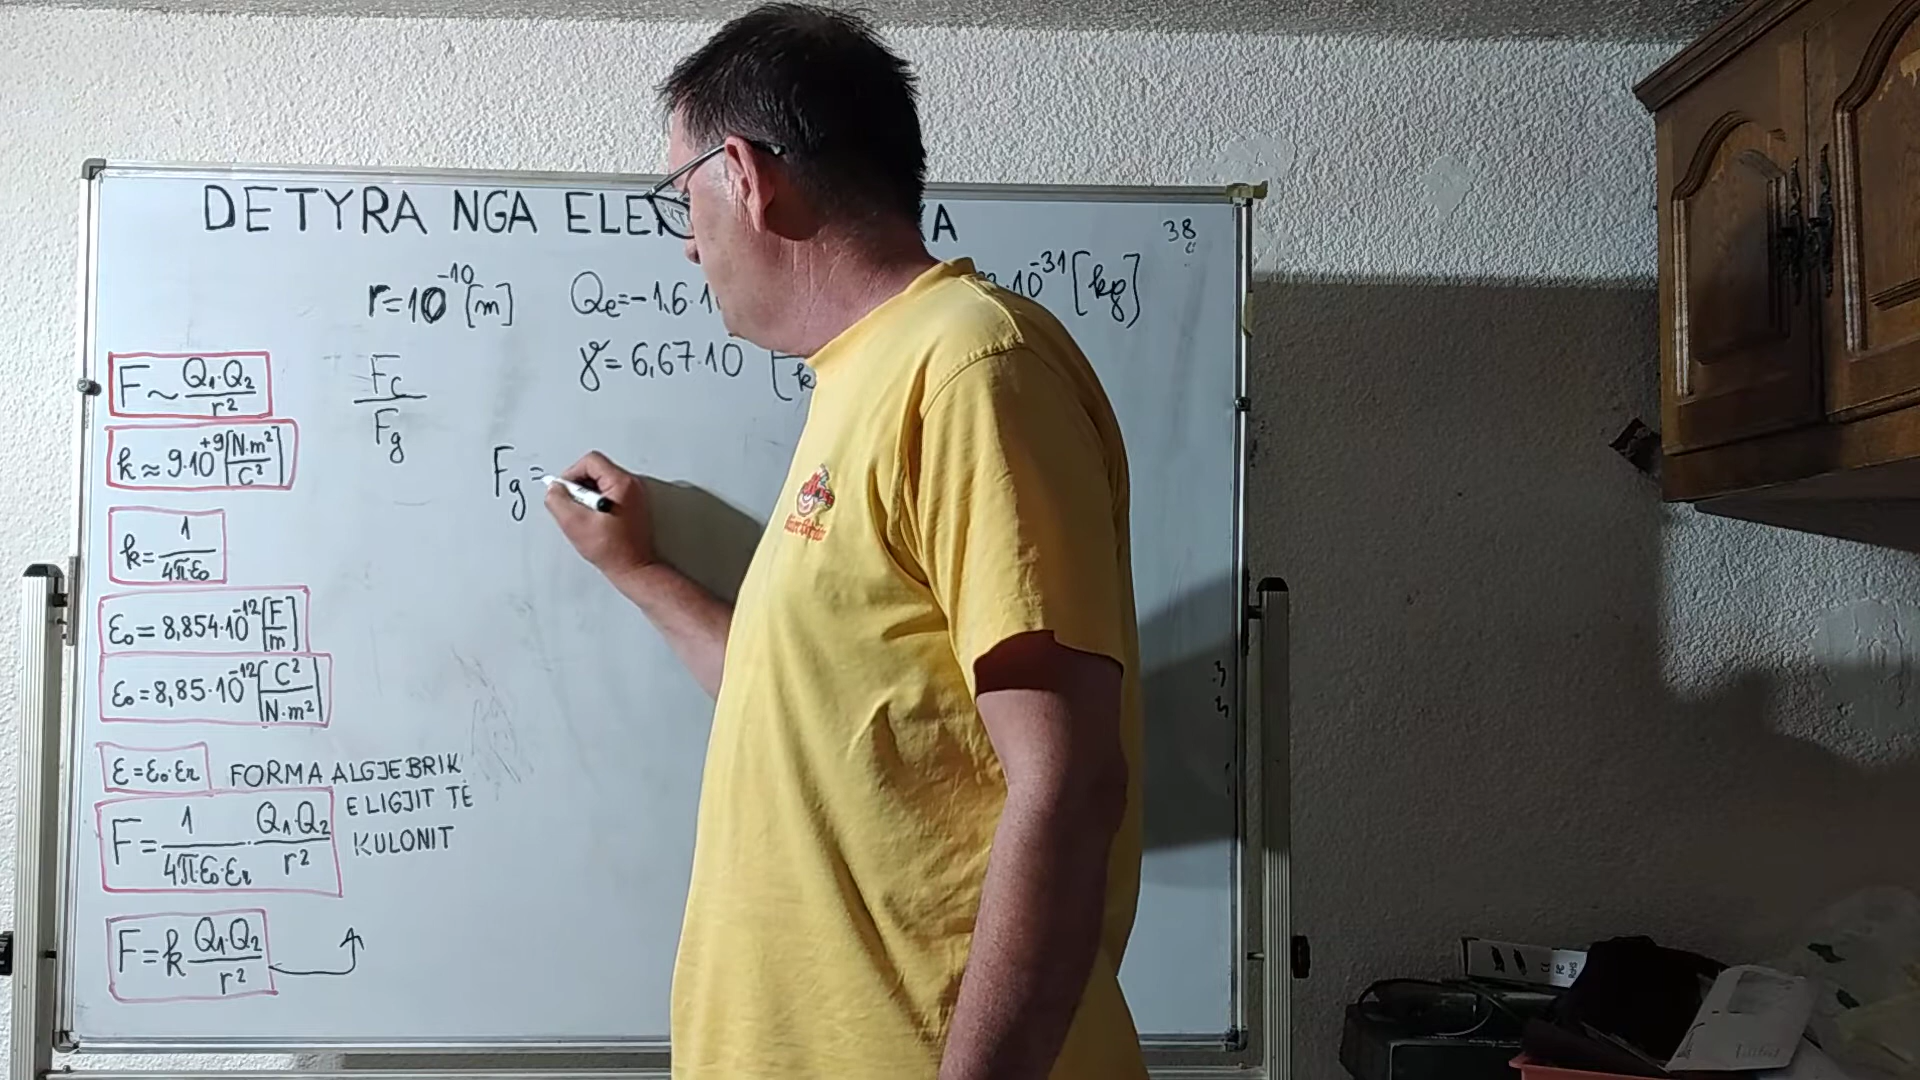 DETYRA NGA ELE A
38
r=10⁻¹⁰[m] Qe=-1,6·1 ·10⁻³¹[kg]
γ=6,67·10
Fc/Fg
Fg=
F~Q₁·Q₂/r²
k≈9·10⁺⁹[N·m²/C²]
k=1/4πε₀
ε₀=8,854·10⁻¹²[F/m]
ε₀=8,85·10⁻¹²[C²/N·m²]
ε=ε₀·εr
FORMA ALGJEBRIK
E LIGJIT TË
KULONIT
F=1/4π·ε₀·εr·Q₁·Q₂/r²
F=k Q₁·Q₂/r²